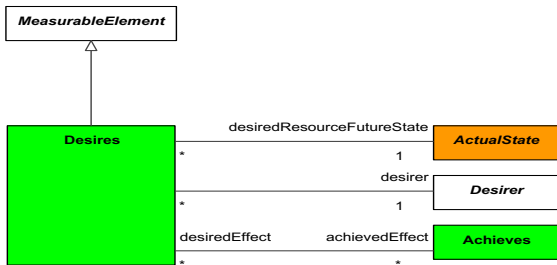 MeasurableElement
desiredResourceFutureState
Desires
ActualState
* 1
desirer
Desirer
* 1
desiredEffect achievedEffect
Achieves
* *